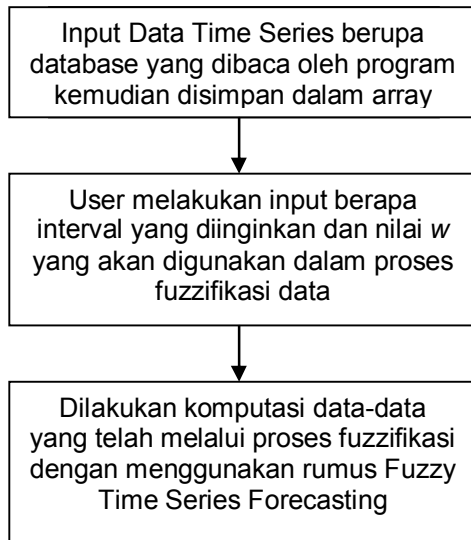 Input Data Time Series berupa
database yang dibaca oleh program
kemudian disimpan dalam array
User melakukan input berapa
interval yang diinginkan dan nilai w
yang akan digunakan dalam proses
fuzzifikasi data
Dilakukan komputasi data-data
yang telah melalui proses fuzzifikasi
dengan menggunakan rumus Fuzzy
Time Series Forecasting